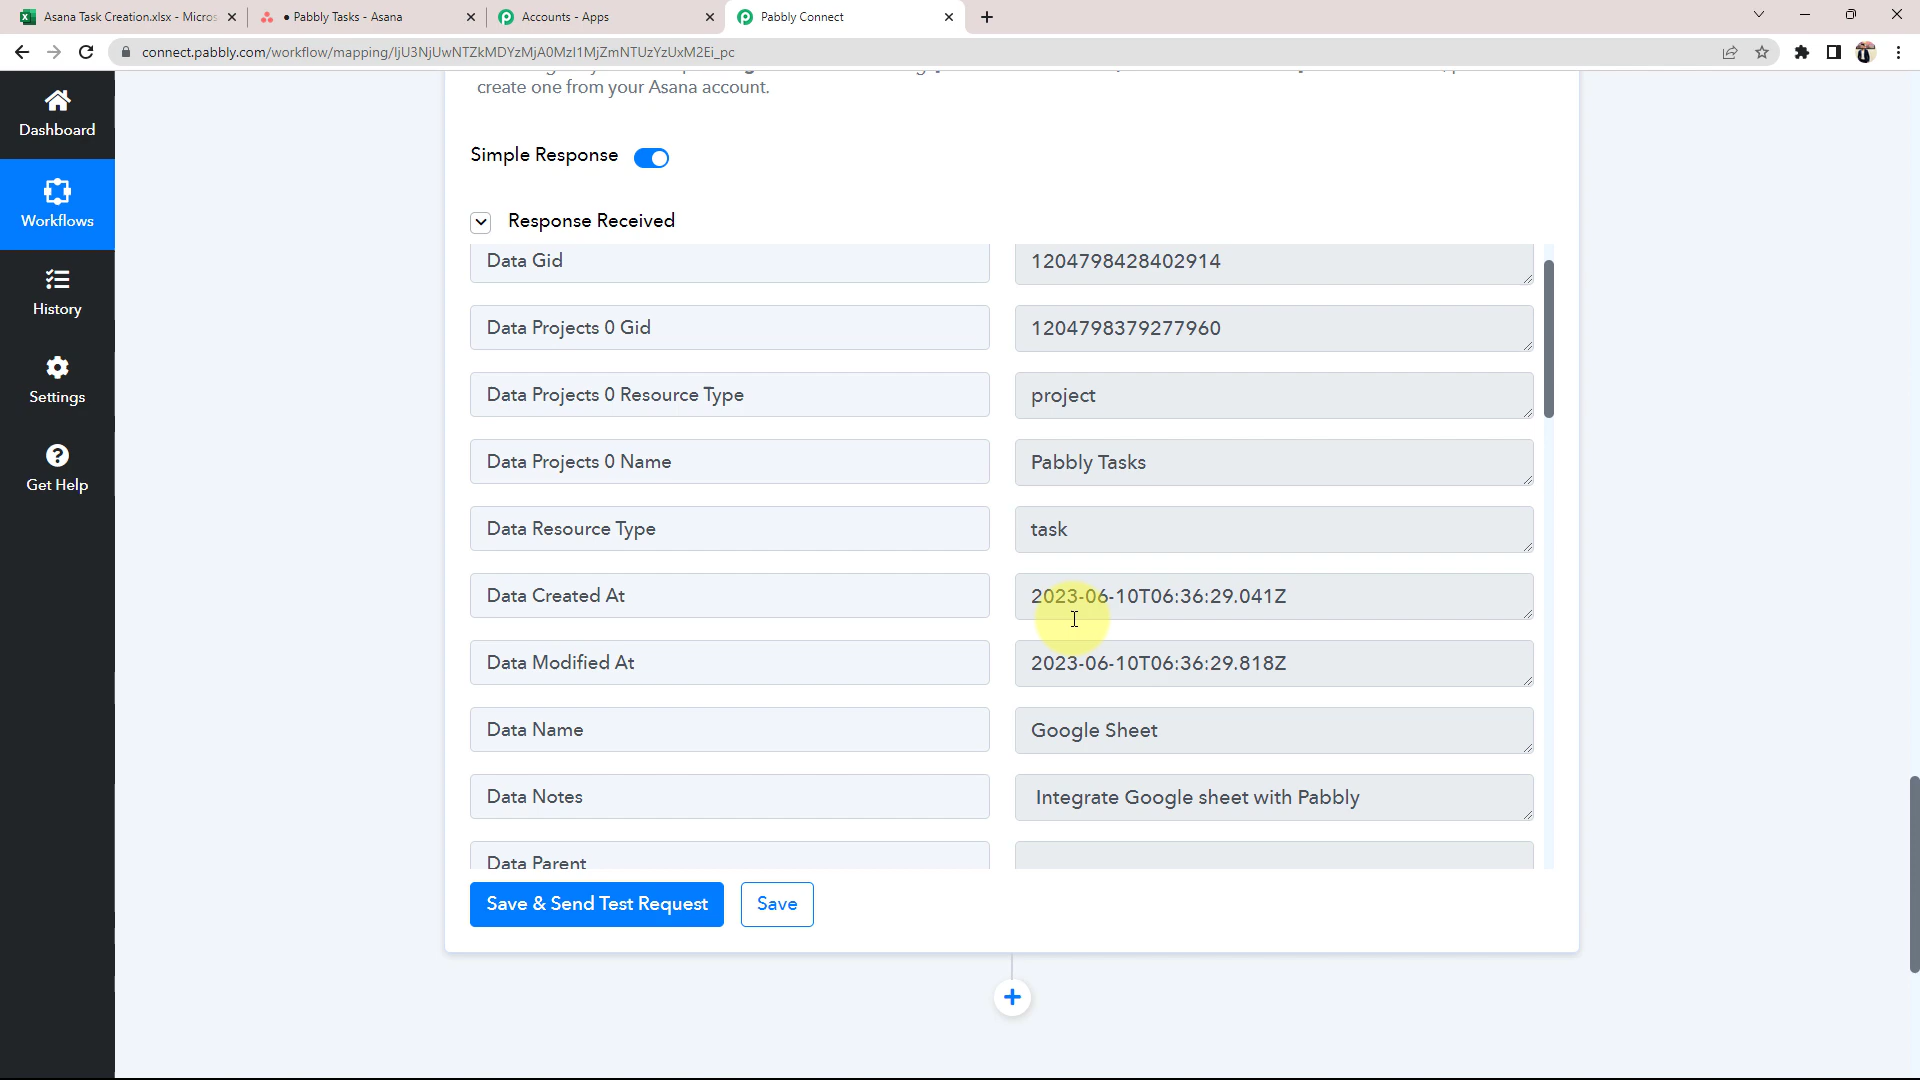 Asana Task Creation.xlsx - Micros
Pabbly Tasks - Asana
Accounts - Apps
Pabbly Connect
connect.pabbly.com/workflow/mapping/IjU3NjUwNTZkMDYzMjA0MzI1MjZmNTUzYzUxM2Ei_pc
create one from your Asana account.
Dashboard
Workflows
History
Settings
Get Help
Simple Response
Response Received
Data Gid
1204798428402914
Data Projects 0 Gid
1204798379277960
Data Projects 0 Resource Type
project
Data Projects 0 Name
Pabbly Tasks
Data Resource Type
task
Data Created At
2023-06-10T06:36:29.041Z
Data Modified At
2023-06-10T06:36:29.818Z
Data Name
Google Sheet
Data Notes
Integrate Google sheet with Pabbly
Data Parent
Save & Send Test Request
Save